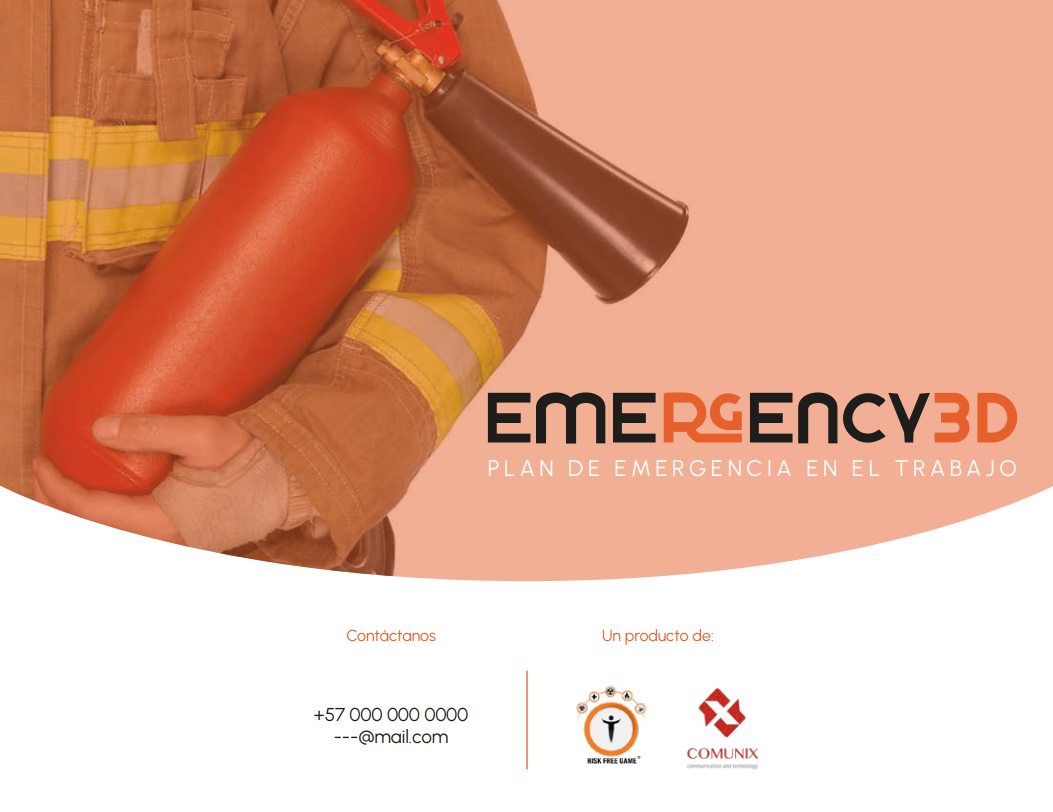 EMERGENCY3D
PLAN DE EMERGENCIA EN EL TRABAJO
Contáctanos
Un producto de:
+57 000 000 0000
---@mail.com
RISK FREE GAME®
COMUNIX
communication and technology